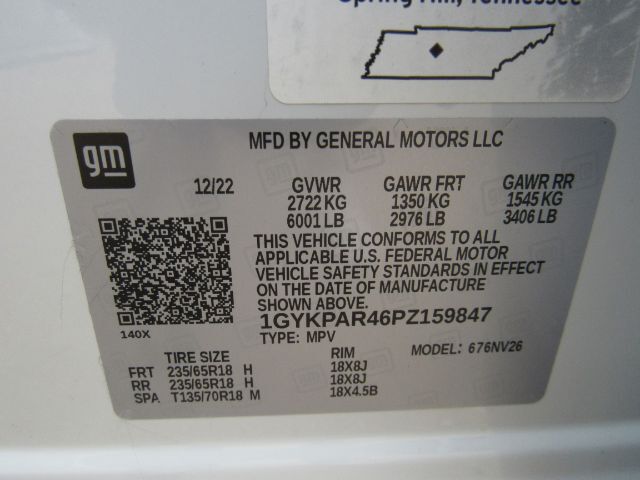 Spring Hill, Tennessee
gm
MFD BY GENERAL MOTORS LLC
12/22 GVWR GAWR FRT GAWR RR
2722 KG 1350 KG 1545 KG
6001 LB 2976 LB 3406 LB
THIS VEHICLE CONFORMS TO ALL
APPLICABLE U.S. FEDERAL MOTOR
VEHICLE SAFETY STANDARDS IN EFFECT
ON THE DATE OF MANUFACTURE
SHOWN ABOVE.
1GYKPAR46PZ159847
140X
TYPE: MPV MODEL: 676NV26
TIRE SIZE RIM
FRT 235/65R18 H 18X8J
RR 235/65R18 H 18X8J
SPA T135/70R18 M 18X4.5B